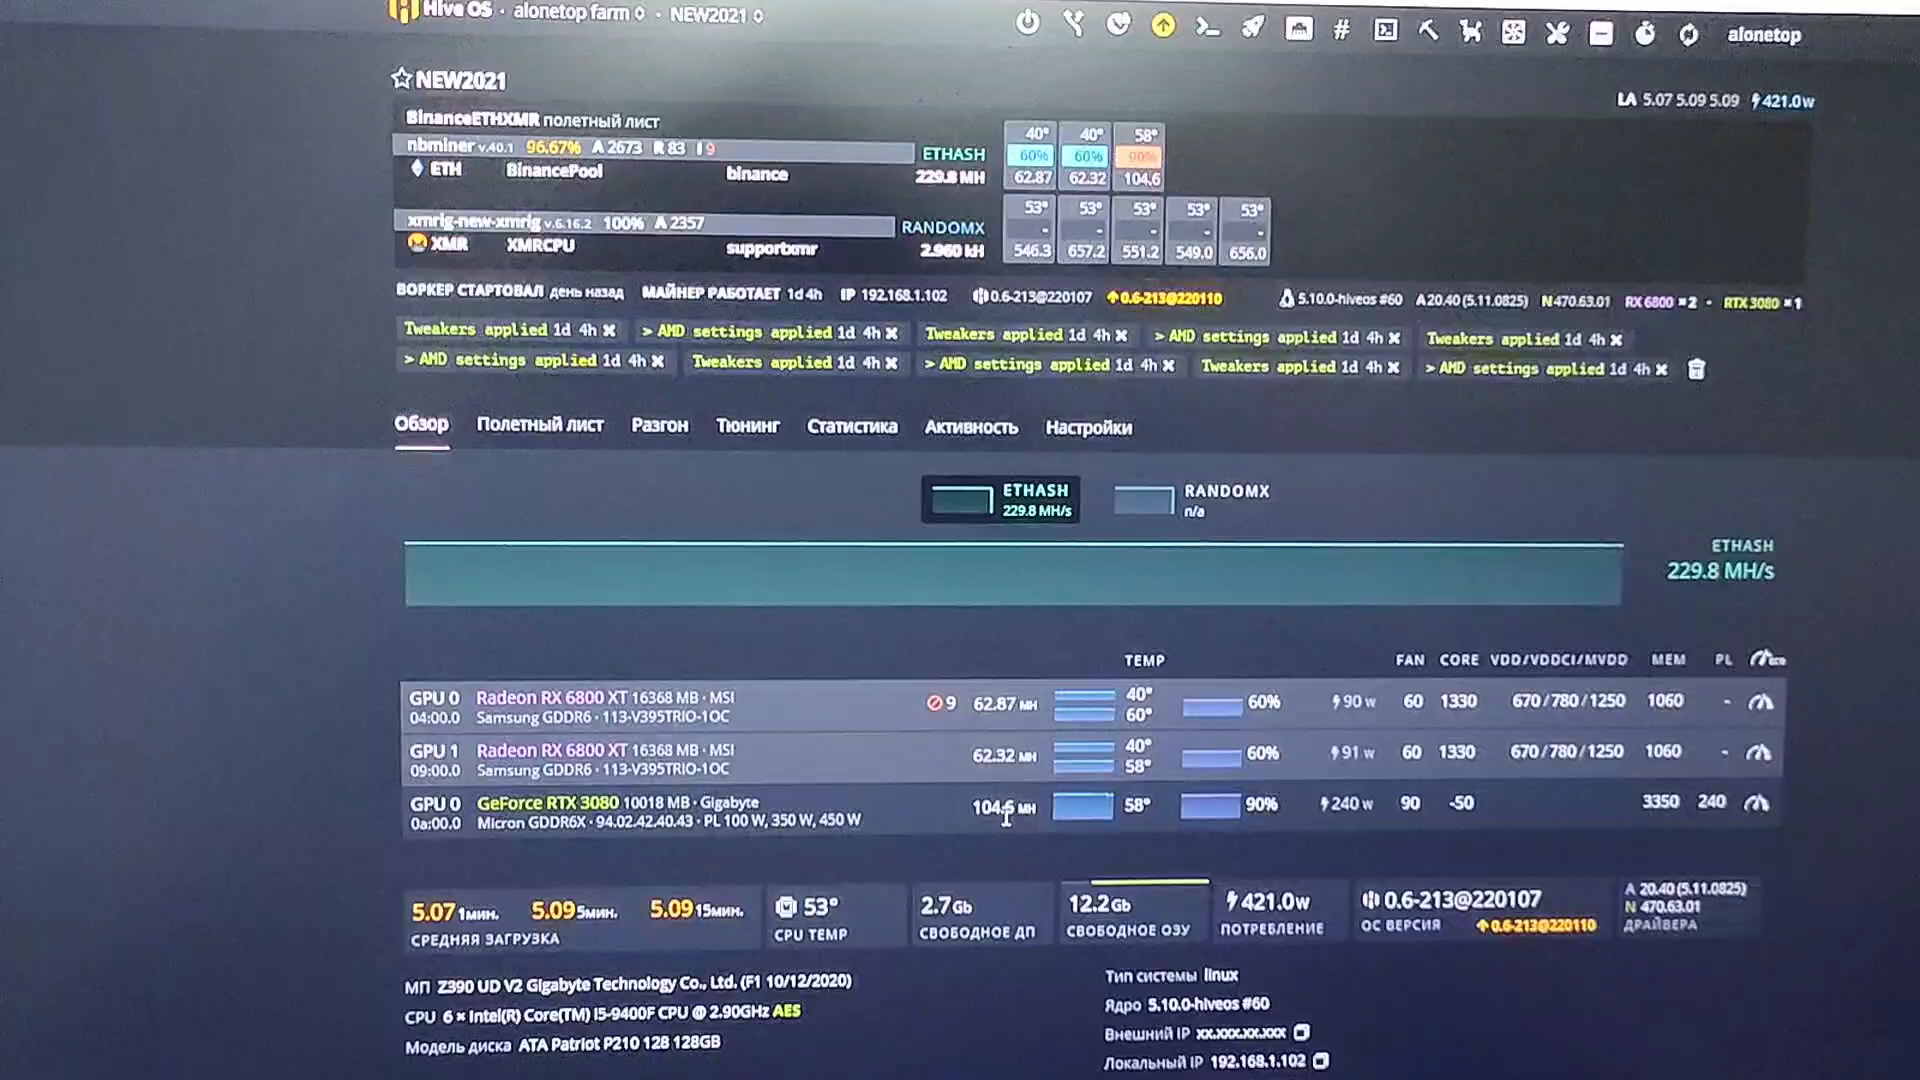 Hive OS · alonetop farm · NEW2021
alonetop
NEW2021
LA 5.07 5.09 5.09 421.0w
BinanceETHXMR полетный лист
nbminer v.40.1 96.67% A 2673 R 83 I 9
ETHASH
40° 40° 58°
60% 60% 90%
ETH BinancePool binance 229.8 MH
62.87 62.32 104.6
xmrig-new-xmrig v.6.16.2 100% A 2357
RANDOMX
53° 53° 53° 53° 53°
- - - - -
XMR XMRCPU supportxmr 2.960 kH
546.3 657.2 551.2 549.0 656.0
ВОРКЕР СТАРТОВАЛ день назад МАЙНЕР РАБОТАЕТ 1d 4h IP 192.168.1.102 0.6-213@220107 0.6-213@220110 5.10.0-hiveos #60 A 20.40 (5.11.0825) N 470.63.01 RX 6800 × 2 · RTX 3080 × 1
Tweakers applied 1d 4h > AMD settings applied 1d 4h Tweakers applied 1d 4h > AMD settings applied 1d 4h Tweakers applied 1d 4h
> AMD settings applied 1d 4h Tweakers applied 1d 4h > AMD settings applied 1d 4h Tweakers applied 1d 4h > AMD settings applied 1d 4h
Обзор Полетный лист Разгон Тюнинг Статистика Активность Настройки
ETHASH
229.8 MH/s
RANDOMX
n/a
ETHASH
229.8 MH/s
TEMP FAN CORE VDD/VDDCI/MVDD MEM PL
GPU 0 Radeon RX 6800 XT 16368 MB · MSI 9 62.87 MH 40° 60% 90 w 60 1330 670 / 780 / 1250 1060 -
04:00.0 Samsung GDDR6 · 113-V395TRIO-1OC 60°
GPU 1 Radeon RX 6800 XT 16368 MB · MSI 62.32 MH 40° 60% 91 w 60 1330 670 / 780 / 1250 1060 -
09:00.0 Samsung GDDR6 · 113-V395TRIO-1OC 58°
GPU 0 GeForce RTX 3080 10018 MB · Gigabyte 104.6 MH 58° 90% 240 w 90 -50 3350 240
0a:00.0 Micron GDDR6X · 94.02.42.40.43 · PL 100 W, 350 W, 450 W
5.07 1мин. 5.09 5мин. 5.09 15мин.
СРЕДНЯЯ ЗАГРУЗКА
53°
CPU TEMP
2.7 Gb
СВОБОДНОЕ ДП
12.2 Gb
СВОБОДНОЕ ОЗУ
421.0 w
ПОТРЕБЛЕНИЕ
0.6-213@220107
ОС ВЕРСИЯ 0.6-213@220110
A 20.40 (5.11.0825)
N 470.63.01
ДРАЙВЕРА
МП Z390 UD V2 Gigabyte Technology Co., Ltd. (F1 10/12/2020)
CPU 6 × Intel(R) Core(TM) i5-9400F CPU @ 2.90GHz AES
Модель диска ATA Patriot P210 128 128GB
Тип системы linux
Ядро 5.10.0-hiveos #60
Внешний IP xx.xxx.xx.xxx
Локальный IP 192.168.1.102